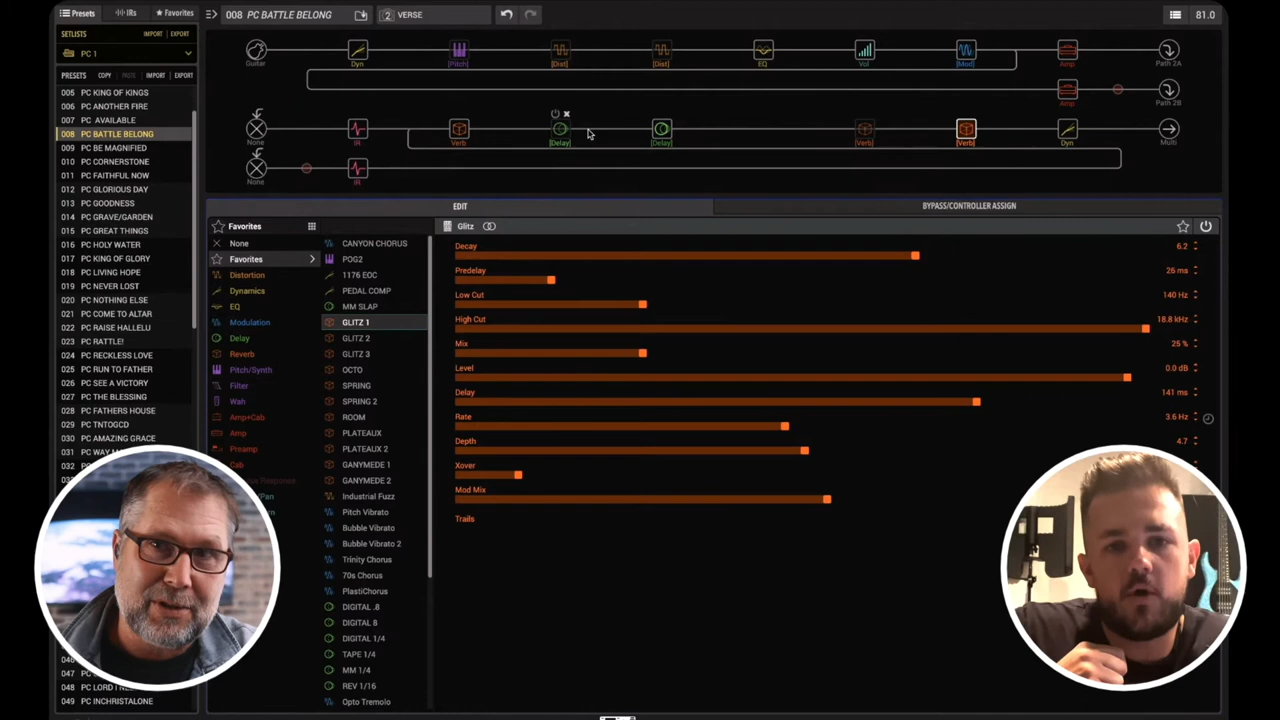 Presets IRs Favorites
008 PC BATTLE BELONG 2 VERSE 81.0
SETLISTS IMPORT EXPORT
PC 1
PRESETS COPY PASTE IMPORT EXPORT
005 PC KING OF KINGS
006 PC ANOTHER FIRE
007 PC AVAILABLE
008 PC BATTLE BELONG
009 PC BE MAGNIFIED
010 PC CORNERSTONE
011 PC FAITHFUL NOW
012 PC GLORIOUS DAY
013 PC GOODNESS
014 PC GRAVE/GARDEN
015 PC GREAT THINGS
016 PC HOLY WATER
017 PC KING OF GLORY
018 PC LIVING HOPE
019 PC NEVER LOST
020 PC NOTHING ELSE
021 PC COME TO ALTAR
022 PC RAISE HALLELU
023 PC RATTLE!
024 PC RECKLESS LOVE
025 PC RUN TO FATHER
026 PC SEE A VICTORY
027 PC THE BLESSING
028 PC FATHERS HOUSE
029 PC TNTOGCD
030 PC AMAZING GRACE
031 PC WAY
032
046
047
048 PC LORD I N
049 PC INCHRISTALONE
Guitar Dyn [Pitch] [Dist] [Dist] EQ Vol [Mod] Amp Path 2A
Amp Path 2B
None IR Verb [Delay] [Delay] [Verb] [Verb] Dyn Multi
None IR
EDIT BYPASS/CONTROLLER ASSIGN
Favorites
None
Favorites
Distortion
Dynamics
EQ
Modulation
Delay
Reverb
Pitch/Synth
Filter
Wah
Amp+Cab
Amp
Preamp
Cab
Response
/Pan
CANYON CHORUS
POG2
1176 EOC
PEDAL COMP
MM SLAP
GLITZ 1
GLITZ 2
GLITZ 3
OCTO
SPRING
SPRING 2
ROOM
PLATEAUX
PLATEAUX 2
GANYMEDE 1
GANYMEDE 2
Industrial Fuzz
Pitch Vibrato
Bubble Vibrato
Bubble Vibrato 2
Trinity Chorus
70s Chorus
PlastiChorus
DIGITAL .8
DIGITAL 8
DIGITAL 1/4
TAPE 1/4
MM 1/4
REV 1/16
Opto Tremolo
Glitz
Decay 6.2
Predelay 26 ms
Low Cut 140 Hz
High Cut 18.8 kHz
Mix 25 %
Level 0.0 dB
Delay 141 ms
Rate 3.6 Hz
Depth 4.7
Xover
Mod Mix
Trails